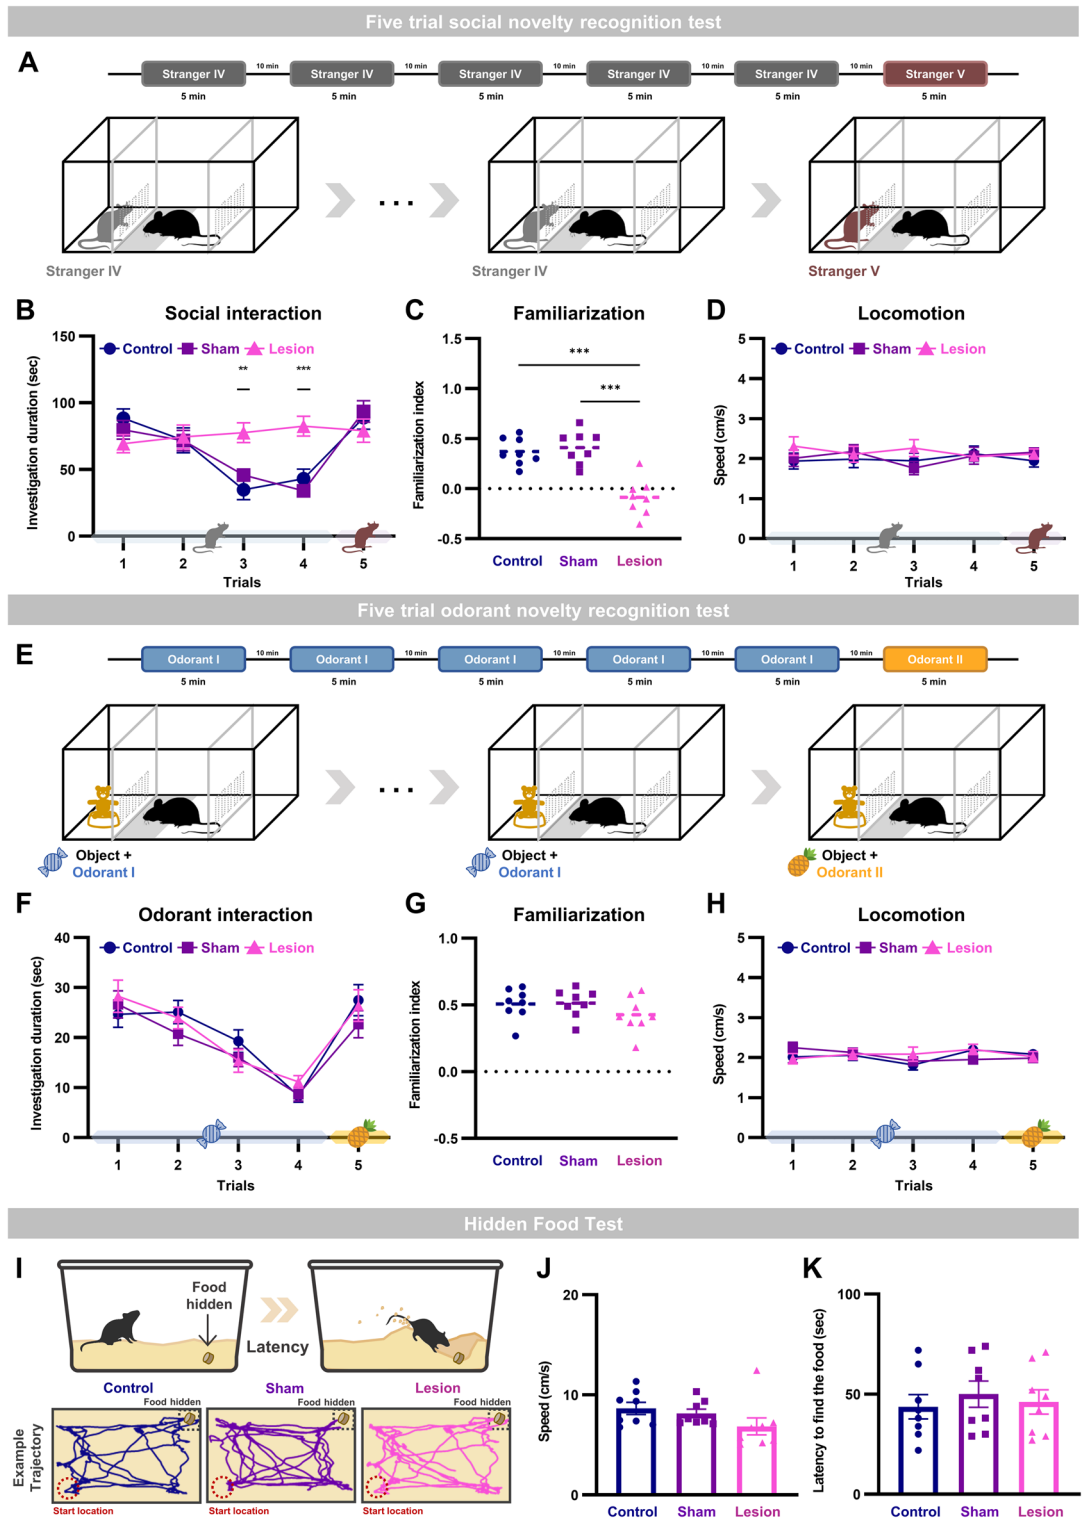 Five trial social novelty recognition test
A
Stranger IV 10 min Stranger IV 10 min Stranger IV 10 min Stranger IV 10 min Stranger IV 10 min Stranger V
5 min 5 min 5 min 5 min 5 min 5 min
...
Stranger IV Stranger IV Stranger V
B Social interaction
150
100
50
0
Investigation duration (sec)
Control Sham Lesion
** ***
1 2 3 4 5
Trials
C Familiarization
1.5
1.0
0.5
0.0
-0.5
Familiarization index
***
***
Control Sham Lesion
D Locomotion
5
4
3
2
1
0
Speed (cm/s)
Control Sham Lesion
1 2 3 4 5
Trials
Five trial odorant novelty recognition test
E
Odorant I 10 min Odorant I 10 min Odorant I 10 min Odorant I 10 min Odorant I 10 min Odorant II
5 min 5 min 5 min 5 min 5 min 5 min
...
Object + Object + Object +
Odorant I Odorant I Odorant II
F Odorant interaction
40
30
20
10
0
Investigation duration (sec)
Control Sham Lesion
1 2 3 4 5
Trials
G Familiarization
1.0
0.5
0.0
-0.5
Familiarization index
Control Sham Lesion
H Locomotion
5
4
3
2
1
0
Speed (cm/s)
Control Sham Lesion
1 2 3 4 5
Trials
Hidden Food Test
I
Food
hidden
Latency
Control Sham Lesion
Food hidden Food hidden Food hidden
Example
Trajectory
Start location Start location Start location
J
20
10
0
Speed (cm/s)
Control Sham Lesion
K
100
50
0
Latency to find the food (sec)
Control Sham Lesion